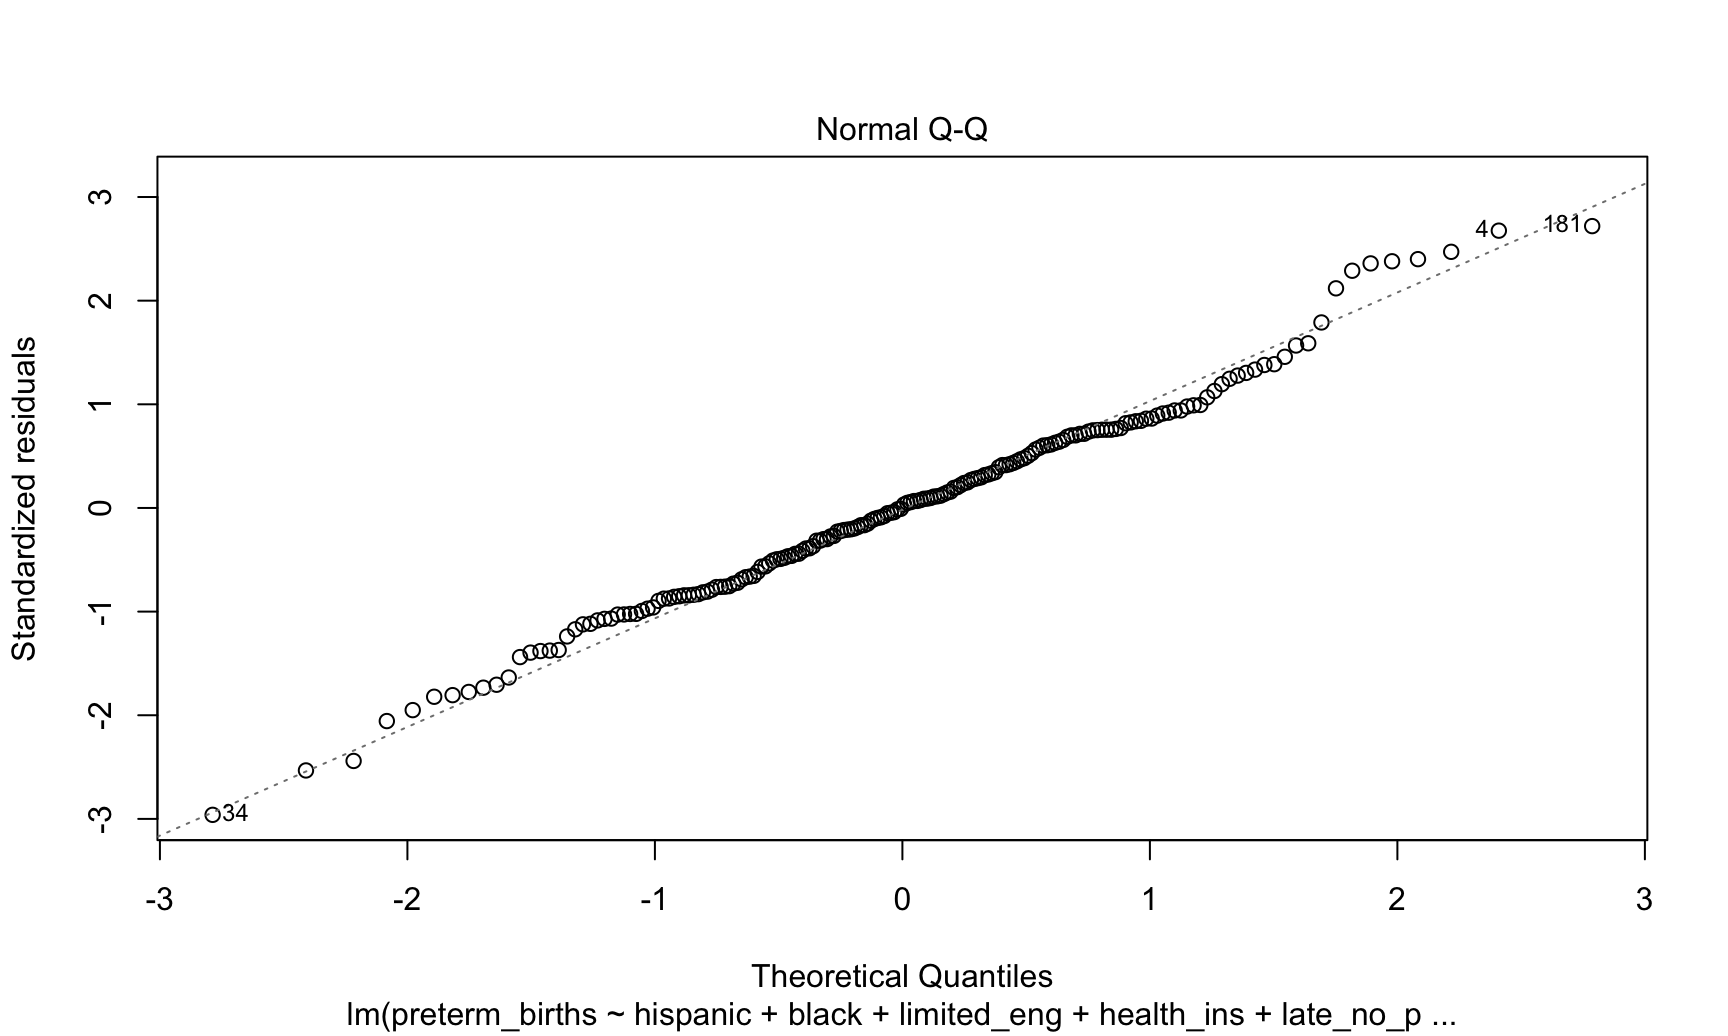 Normal Q-Q
Standardized residuals
3
2
1
0
-1
-2
-3
4
181
34
-3 -2 -1 0 1 2 3
Theoretical Quantiles
lm(preterm_births ~ hispanic + black + limited_eng + health_ins + late_no_p ...